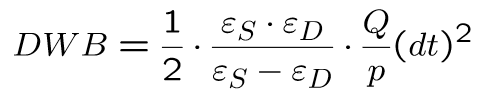 $DWB = \frac{1}{2} \cdot \frac{\varepsilon_S \cdot \varepsilon_D}{\varepsilon_S - \varepsilon_D} \cdot \frac{Q}{p} (dt)^2$